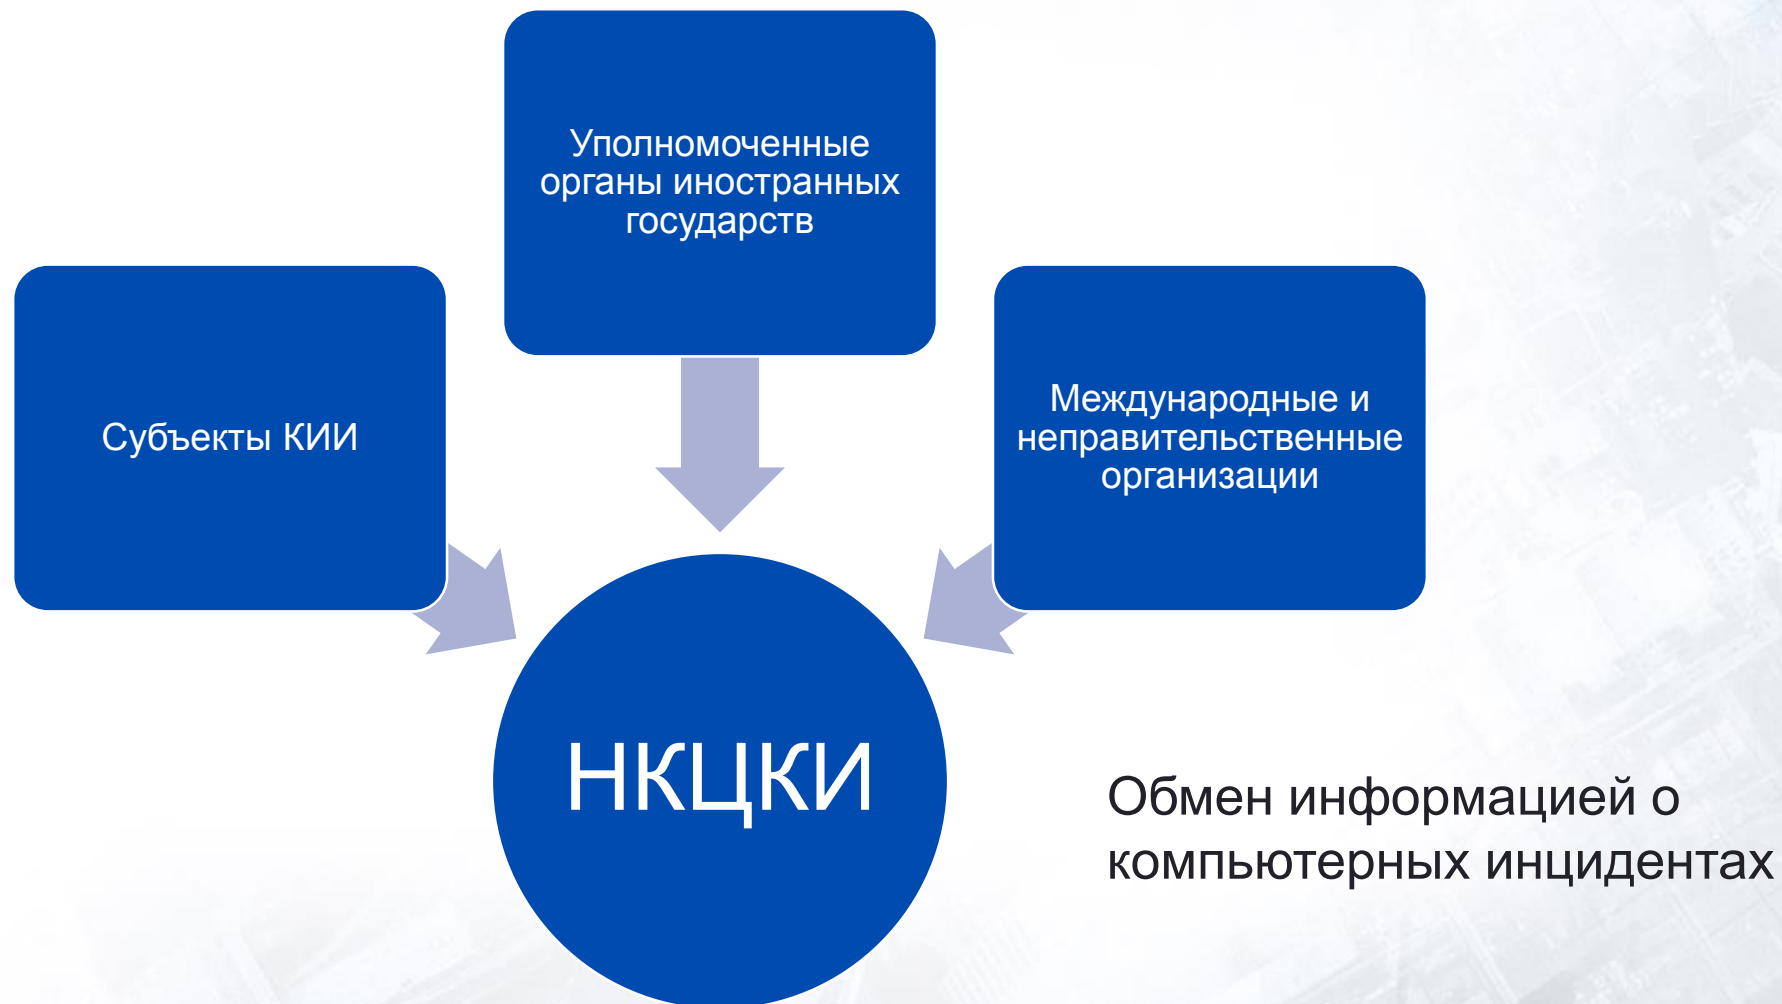 Уполномоченные
органы иностранных
государств
Субъекты КИИ
Международные и
неправительственные
организации
НКЦКИ
Обмен информацией о
компьютерных инцидентах